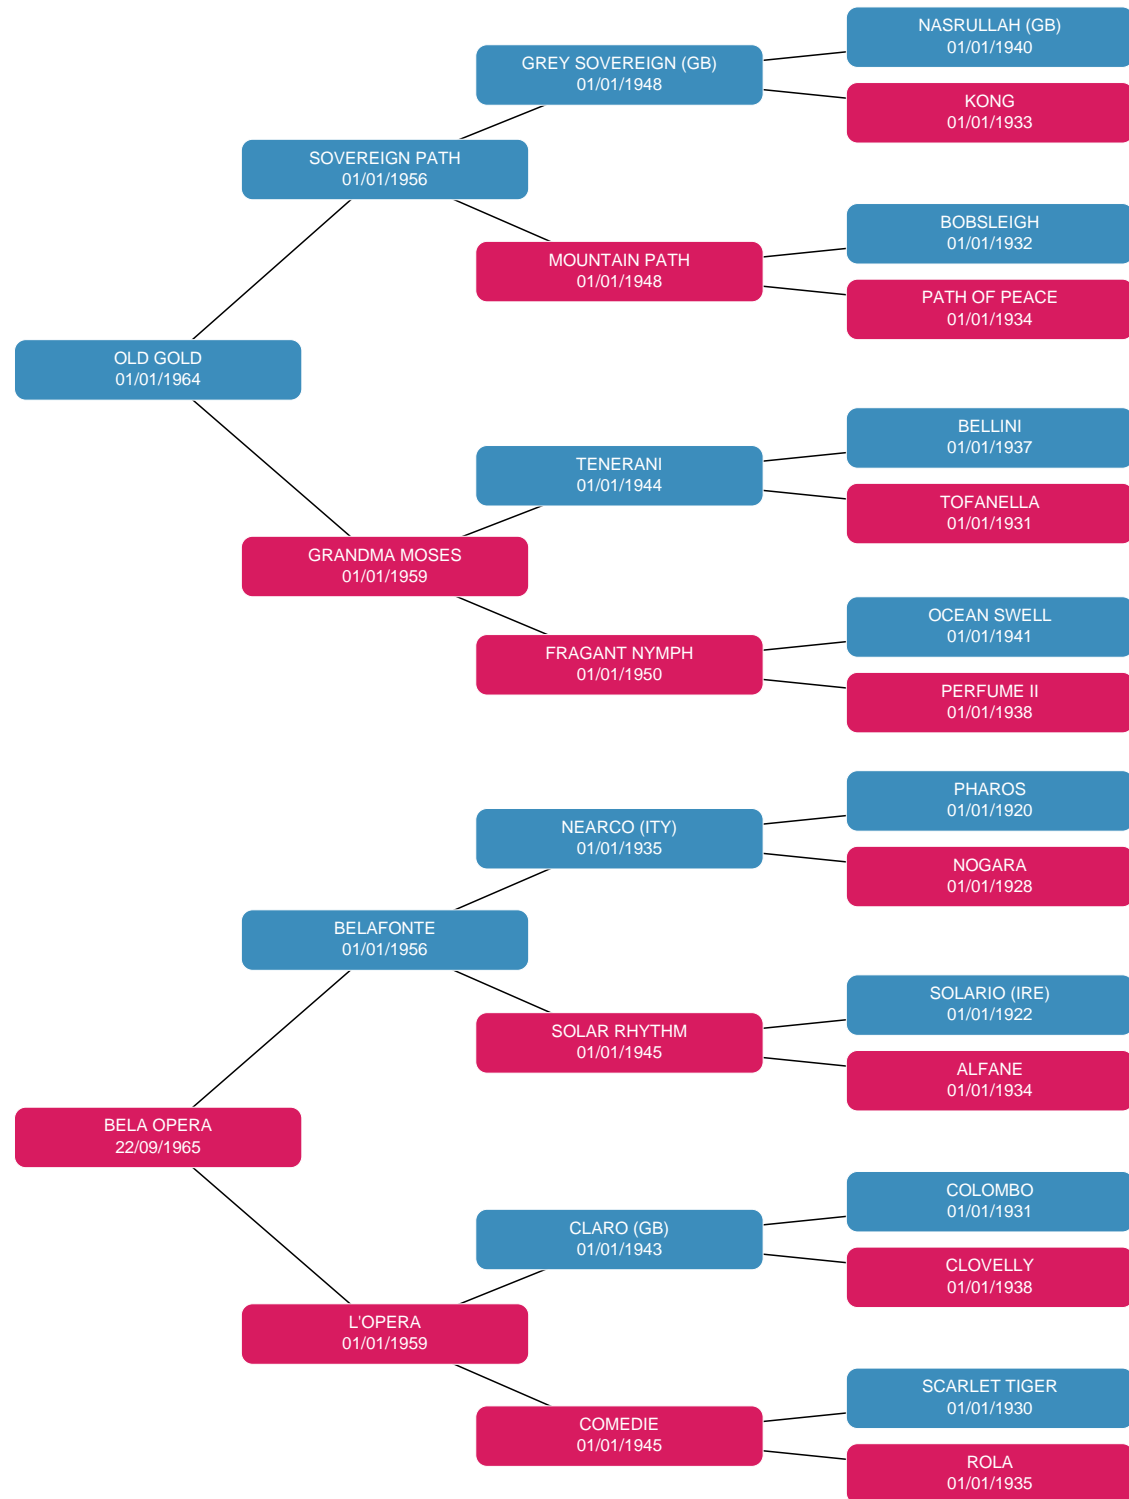 NASRULLAH (GB)
01/01/1940
GREY SOVEREIGN (GB)
01/01/1948
KONG
01/01/1933
SOVEREIGN PATH
01/01/1956
BOBSLEIGH
01/01/1932
MOUNTAIN PATH
01/01/1948
PATH OF PEACE
01/01/1934
OLD GOLD
01/01/1964
BELLINI
01/01/1937
TENERANI
01/01/1944
TOFANELLA
01/01/1931
GRANDMA MOSES
01/01/1959
OCEAN SWELL
01/01/1941
FRAGANT NYMPH
01/01/1950
PERFUME II
01/01/1938
PHAROS
01/01/1920
NEARCO (ITY)
01/01/1935
NOGARA
01/01/1928
BELAFONTE
01/01/1956
SOLARIO (IRE)
01/01/1922
SOLAR RHYTHM
01/01/1945
ALFANE
01/01/1934
BELA OPERA
22/09/1965
COLOMBO
01/01/1931
CLARO (GB)
01/01/1943
CLOVELLY
01/01/1938
L'OPERA
01/01/1959
SCARLET TIGER
01/01/1930
COMEDIE
01/01/1945
ROLA
01/01/1935